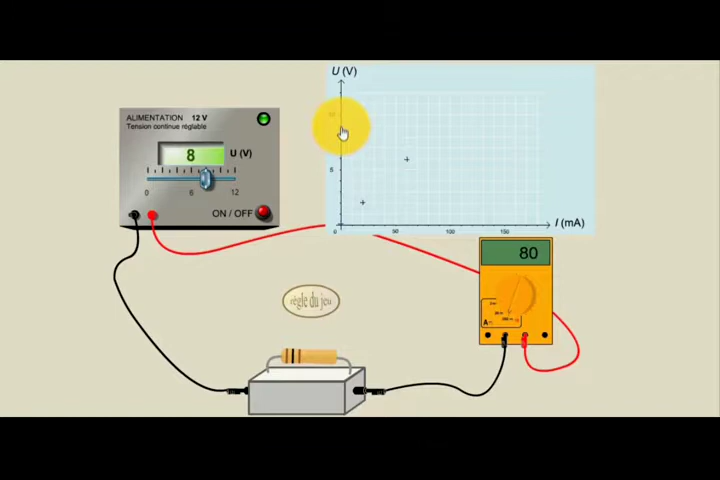 U (V)
ALIMENTATION 12 V
Tension continue réglable
8
U (V)
0
6
12
ON / OFF
5
0
50
100
150
I (mA)
80
règle du jeu
A